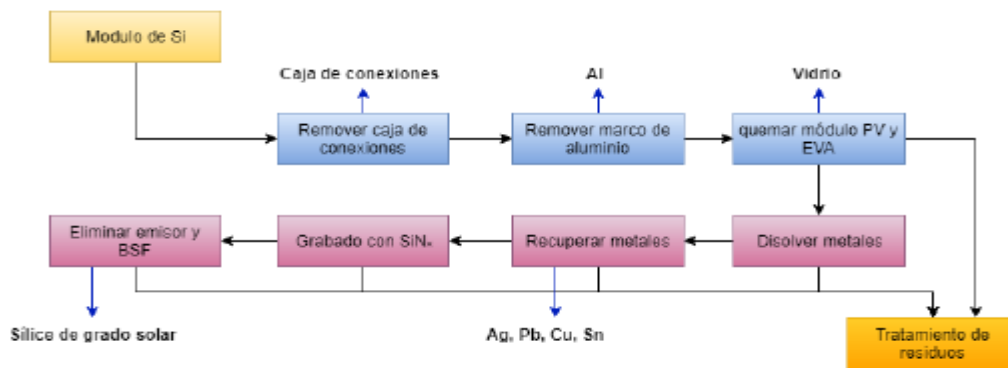 Modulo de Si
Caja de conexiones
Al
Vidrio
Remover caja de
conexiones
Remover marco de
aluminio
quemar módulo PV y
EVA
Eliminar emisor y
BSF
Grabado con SiNₓ
Recuperar metales
Disolver metales
Sílice de grado solar
Ag, Pb, Cu, Sn
Tratamiento de
residuos